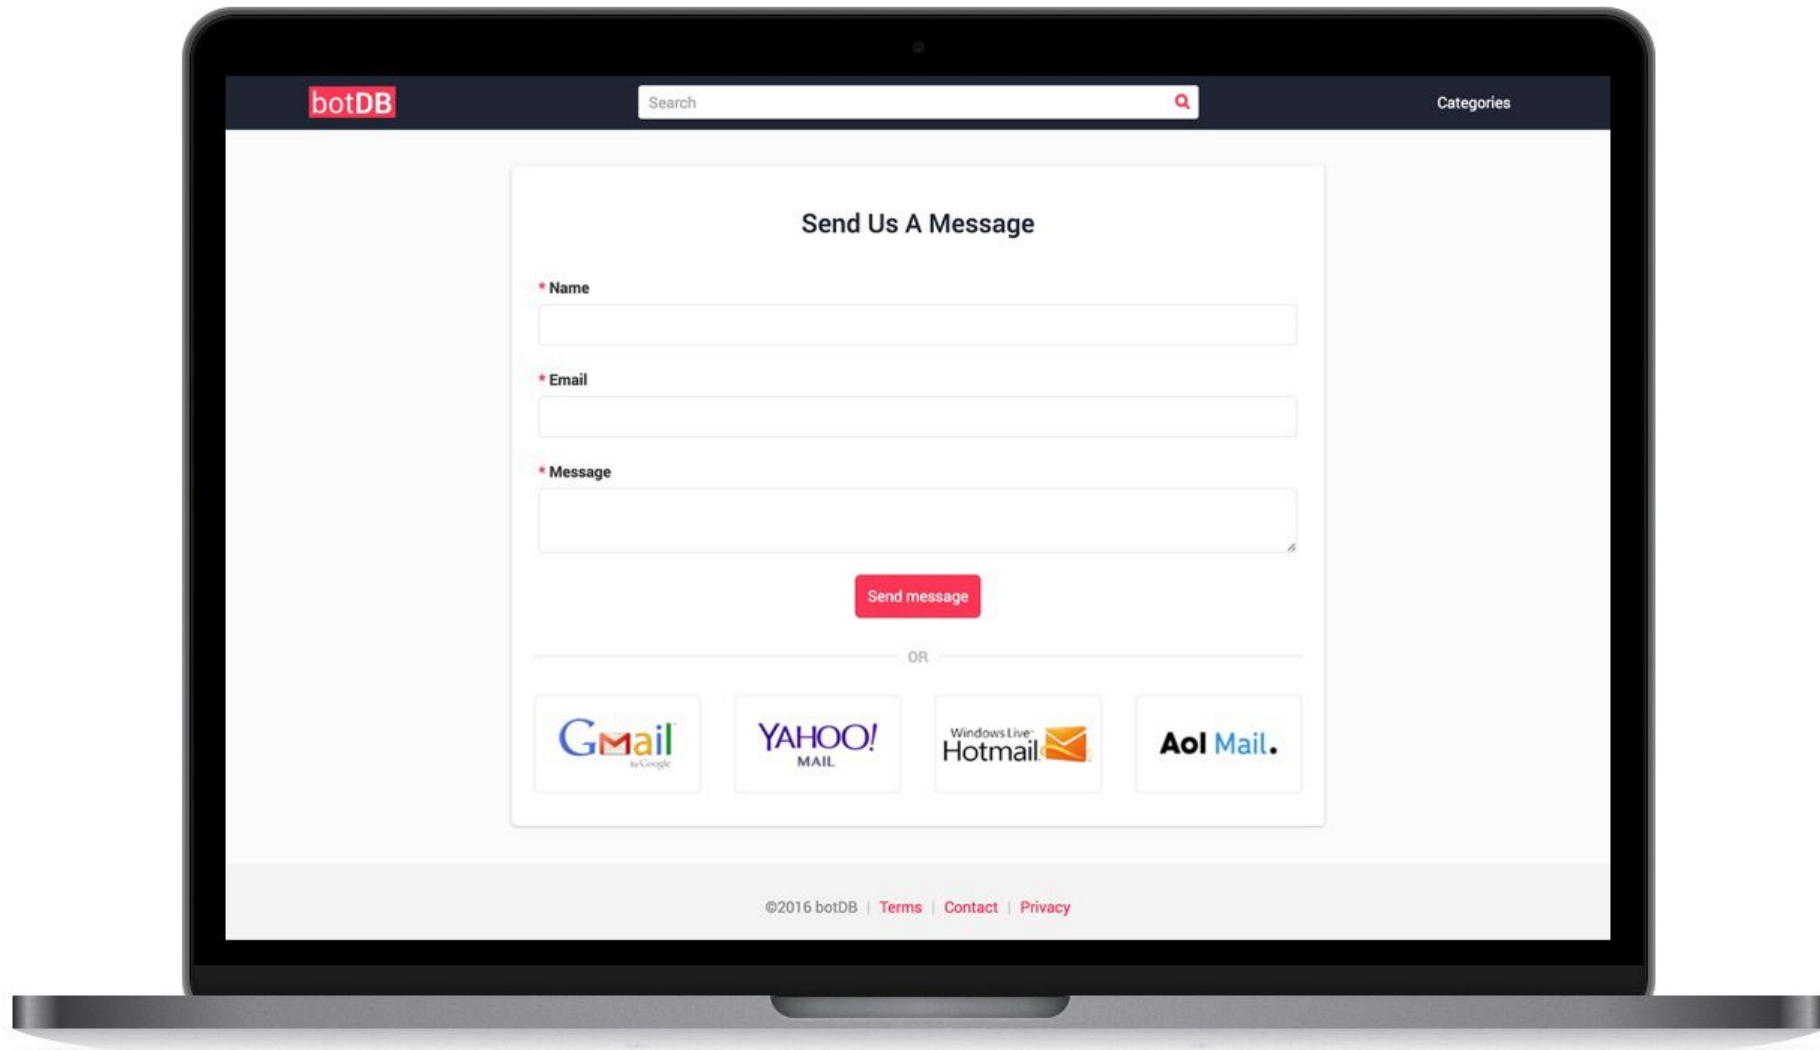 botDB
Search
Categories
Send Us A Message
* Name
* Email
* Message
Send message
OR
Gmail
by Google
YAHOO!
MAIL
Windows Live
Hotmail
Aol Mail.
©2016 botDB | Terms | Contact | Privacy